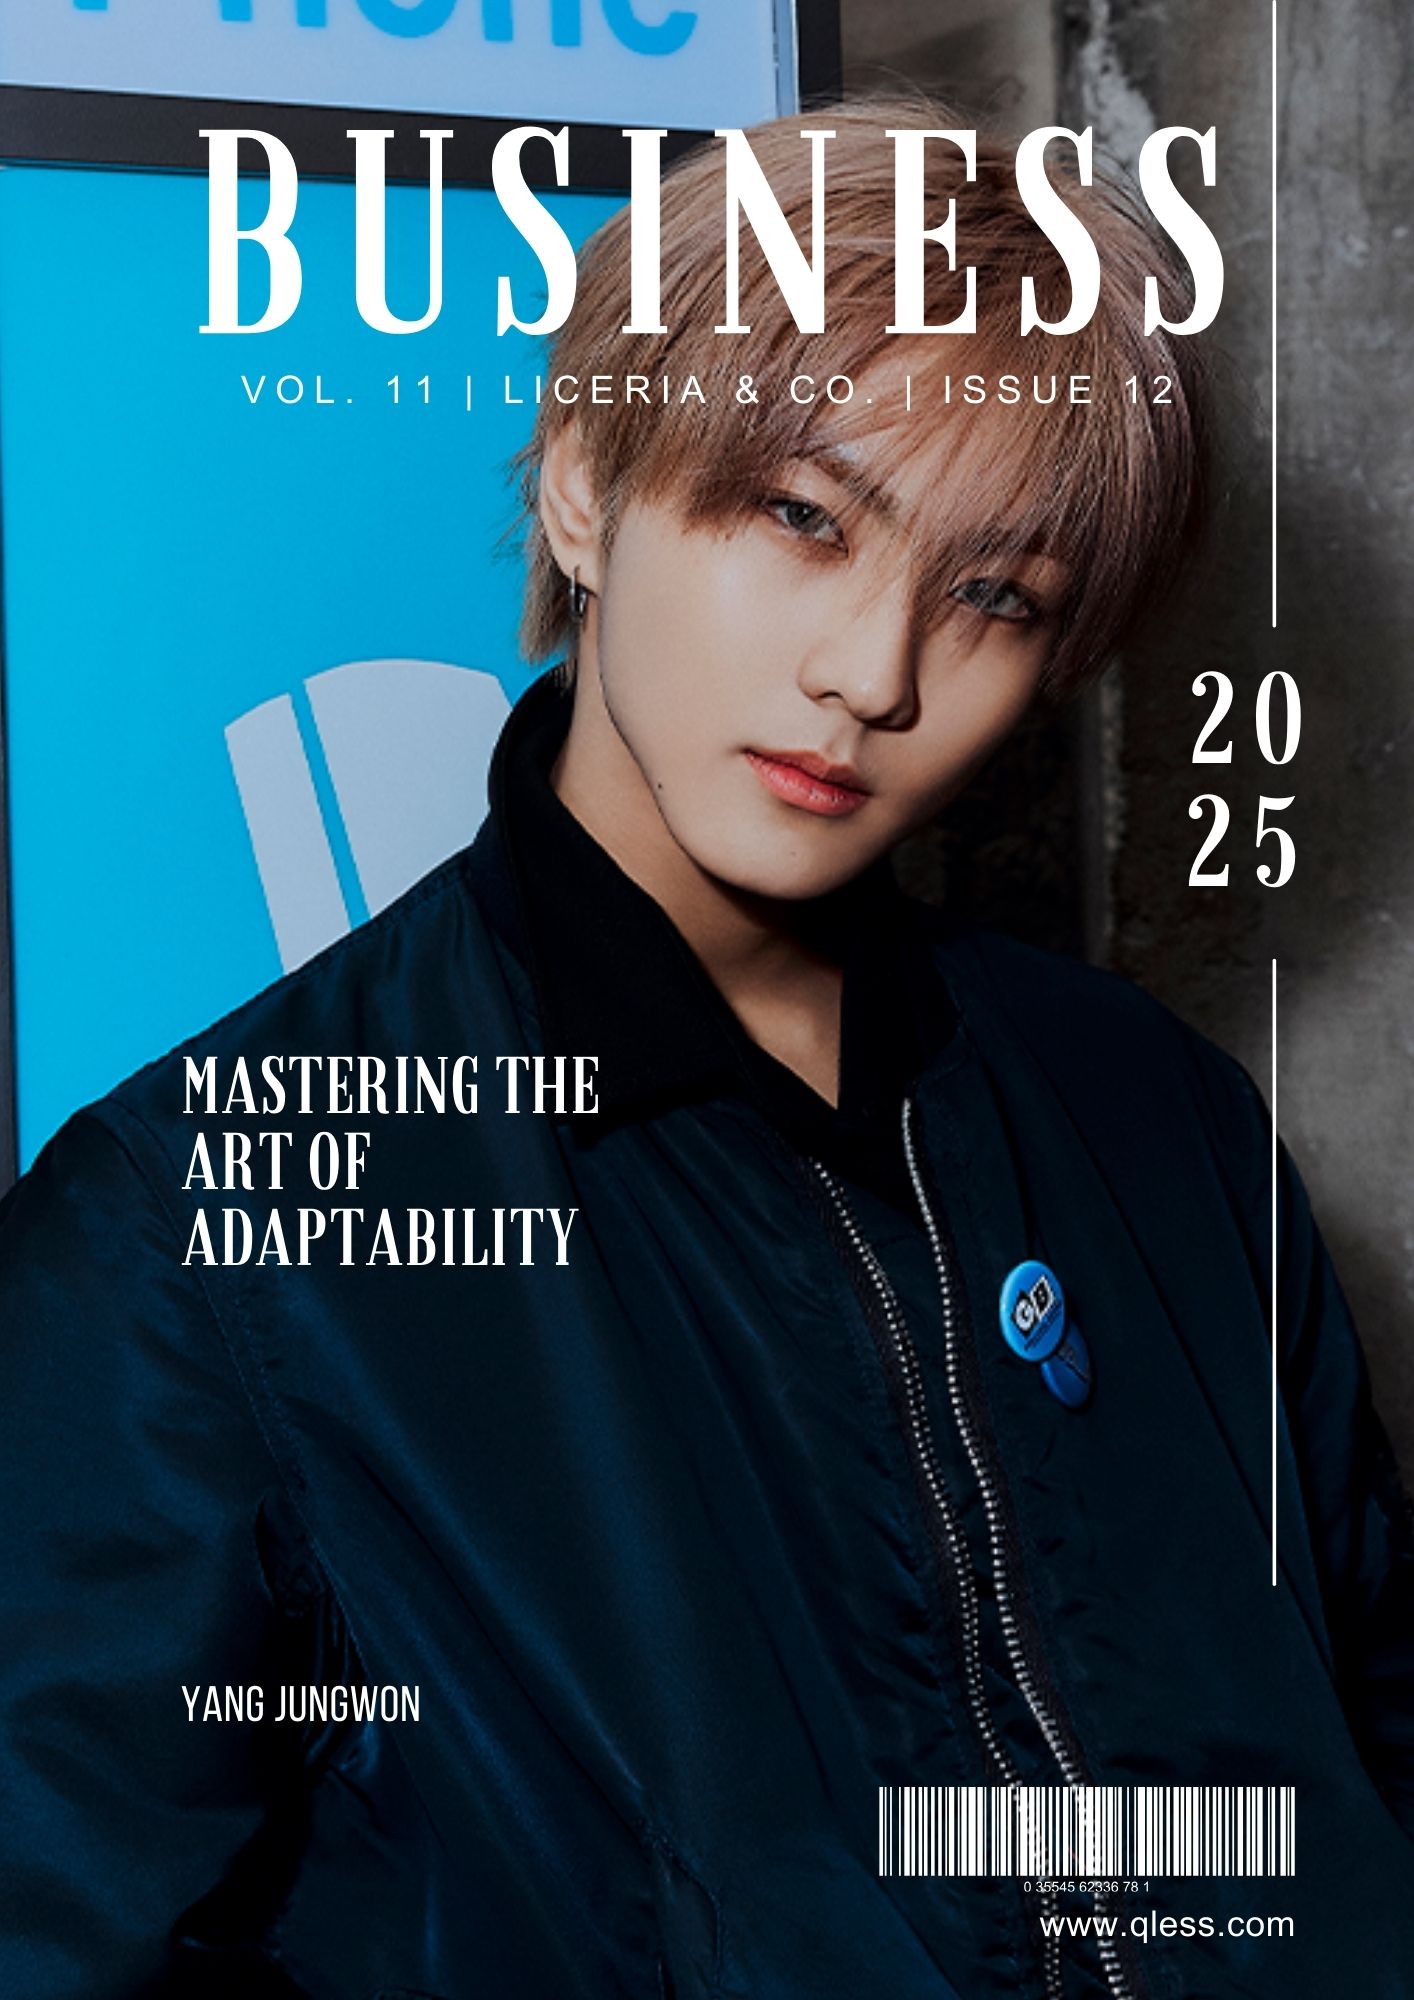 BUSINESS
VOL. 11 | LICERIA & CO. | ISSUE 12
20
25
MASTERING THE
ART OF
ADAPTABILITY
YANG JUNGWON
0 35545 62336 78 1
www.qless.com